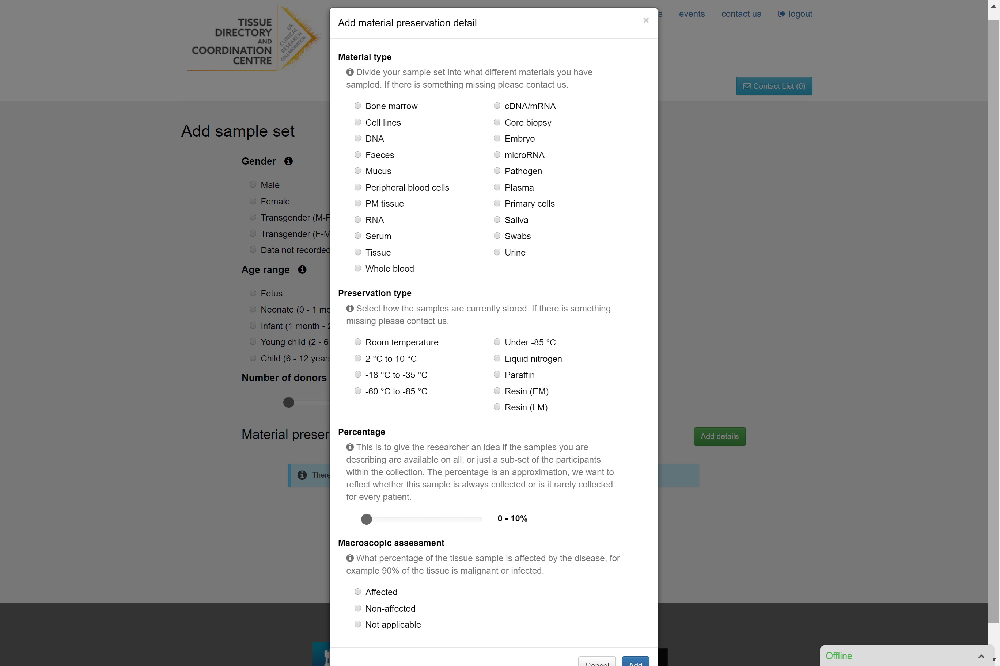 TISSUE
DIRECTORY
AND
COORDINATION
CENTRE
UK
CLINICAL
RESEARCH
COLLABORATION
events
contact us
logout
Contact List (0)
Add sample set
Gender
Male
Female
Transgender (M-F
Transgender (F-M
Data not recorded
Age range
Fetus
Neonate (0 - 1 mo
Infant (1 month - 2
Young child (2 - 6
Child (6 - 12 years
Number of donors
Material preser
Add details
There
Add material preservation detail
×
Material type
Divide your sample set into what different materials you have
sampled. If there is something missing please contact us.
Bone marrow
cDNA/mRNA
Cell lines
Core biopsy
DNA
Embryo
Faeces
microRNA
Mucus
Pathogen
Peripheral blood cells
Plasma
PM tissue
Primary cells
RNA
Saliva
Serum
Swabs
Tissue
Urine
Whole blood
Preservation type
Select how the samples are currently stored. If there is something
missing please contact us.
Room temperature
Under -85 °C
2 °C to 10 °C
Liquid nitrogen
-18 °C to -35 °C
Paraffin
-60 °C to -85 °C
Resin (EM)
Resin (LM)
Percentage
This is to give the researcher an idea if the samples you are
describing are available on all, or just a sub-set of the participants
within the collection. The percentage is an approximation; we want to
reflect whether this sample is always collected or is it rarely collected
for every patient.
0 - 10%
Macroscopic assessment
What percentage of the tissue sample is affected by the disease, for
example 90% of the tissue is malignant or infected.
Affected
Non-affected
Not applicable
Cancel
Add
Offline